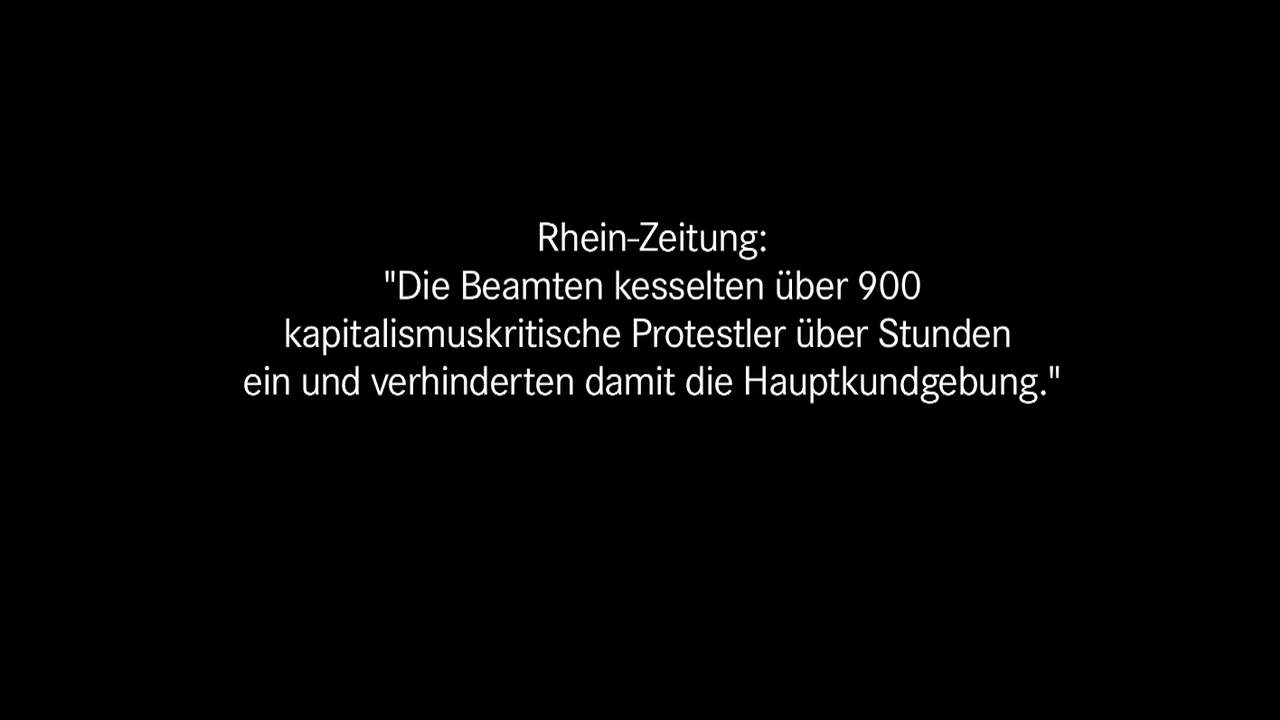 Rhein-Zeitung:
"Die Beamten kesselten über 900
kapitalismuskritische Protestler über Stunden
ein und verhinderten damit die Hauptkundgebung."